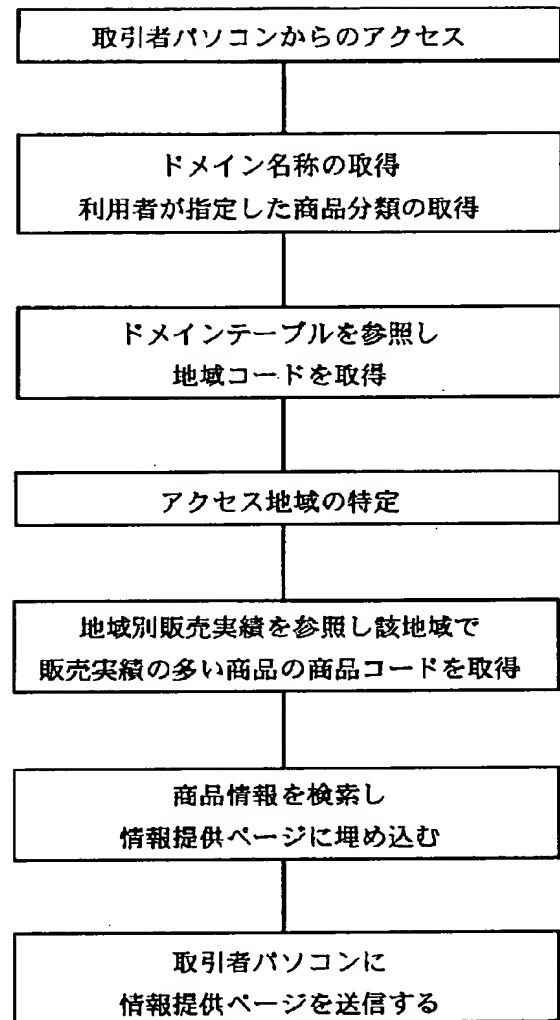 取引者パソコンからのアクセス
ドメイン名称の取得
利用者が指定した商品分類の取得
ドメインテーブルを参照し
地域コードを取得
アクセス地域の特定
地域別販売実績を参照し該地域で
販売実績の多い商品の商品コードを取得
商品情報を検索し
情報提供ページに埋め込む
取引者パソコンに
情報提供ページを送信する